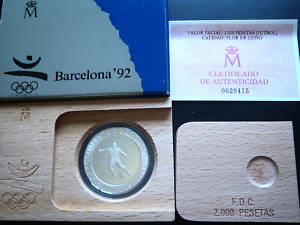 M
Barcelona'92
M
VALOR FACIAL: 2.000 PESETAS (FUTBOL)
CALIDAD: FLOR DE CUÑO
CERTIFICADO
DE AUTENTICIDAD
0020415
M
F.D.C.
2.000 PESETAS